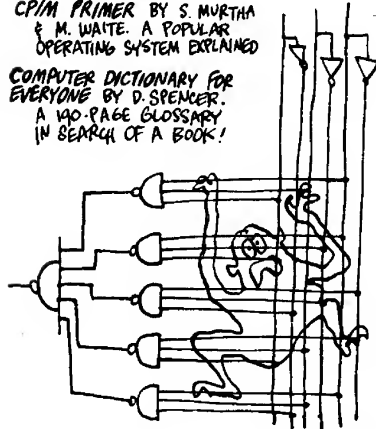 CP/M PRIMER BY S. MURTHA
& M. WAITE. A POPULAR
OPERATING SYSTEM EXPLAINED
COMPUTER DICTIONARY FOR
EVERYONE BY D. SPENCER.
A 190-PAGE GLOSSARY
IN SEARCH OF A BOOK!